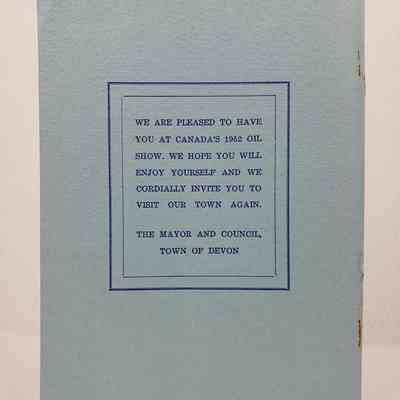 WE ARE PLEASED TO HAVE
YOU AT CANADA'S 1952 OIL
SHOW. WE HOPE YOU WILL
ENJOY YOURSELF AND WE
CORDIALLY INVITE YOU TO
VISIT OUR TOWN AGAIN.
THE MAYOR AND COUNCIL,
TOWN OF DEVON